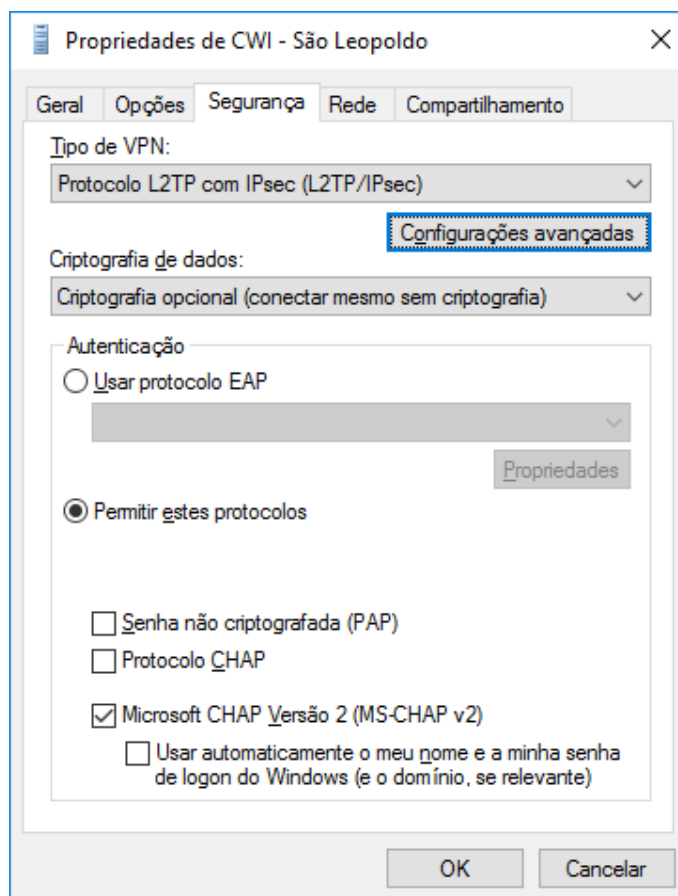 Propriedades de CWI - São Leopoldo
Geral
Opções
Segurança
Rede
Compartilhamento
Tipo de VPN:
Protocolo L2TP com IPsec (L2TP/IPsec)
Configurações avançadas
Criptografia de dados:
Criptografia opcional (conectar mesmo sem criptografia)
Autenticação
Usar protocolo EAP
Propriedades
Permitir estes protocolos
Senha não criptografada (PAP)
Protocolo CHAP
Microsoft CHAP Versão 2 (MS-CHAP v2)
Usar automaticamente o meu nome e a minha senha
de logon do Windows (e o domínio, se relevante)
OK
Cancelar